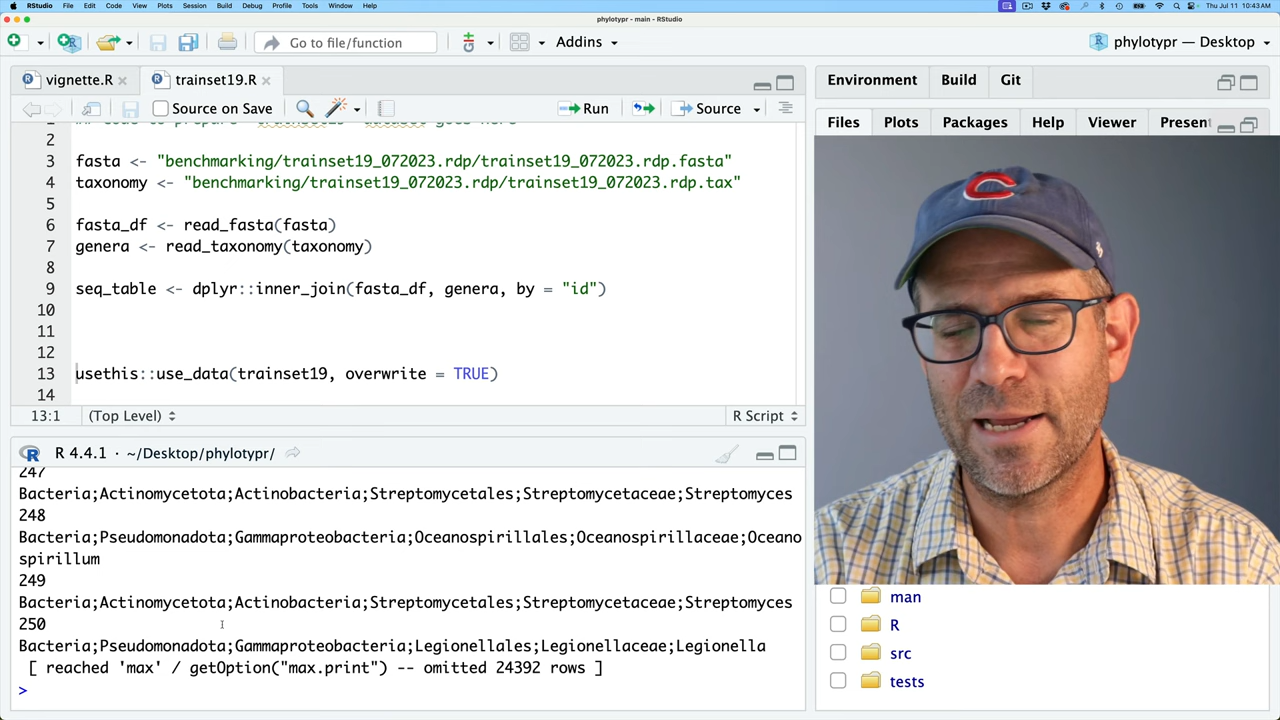 RStudio File Edit Code View Plots Session Build Debug Profile Tools Window Help Thu Jul 11 10:43 AM
phylotypr - main - RStudio
Go to file/function Addins phylotypr — Desktop
vignette.R trainset19.R
Source on Save Run Source
1
2
3 fasta <- "benchmarking/trainset19_072023.rdp/trainset19_072023.rdp.fasta"
4 taxonomy <- "benchmarking/trainset19_072023.rdp/trainset19_072023.rdp.tax"
5
6 fasta_df <- read_fasta(fasta)
7 genera <- read_taxonomy(taxonomy)
8
9 seq_table <- dplyr::inner_join(fasta_df, genera, by = "id")
10
11
12
13 usethis::use_data(trainset19, overwrite = TRUE)
14
13:1 (Top Level) R Script
R 4.4.1 · ~/Desktop/phylotypr/
247
Bacteria;Actinomycetota;Actinobacteria;Streptomycetales;Streptomycetaceae;Streptomyces
248
Bacteria;Pseudomonadota;Gammaproteobacteria;Oceanospirillales;Oceanospirillaceae;Oceano
spirillum
249
Bacteria;Actinomycetota;Actinobacteria;Streptomycetales;Streptomycetaceae;Streptomyces
250
Bacteria;Pseudomonadota;Gammaproteobacteria;Legionellales;Legionellaceae;Legionella
[ reached 'max' / getOption("max.print") -- omitted 24392 rows ]
>
Environment Build Git
Files Plots Packages Help Viewer Present
C
man
R
src
tests